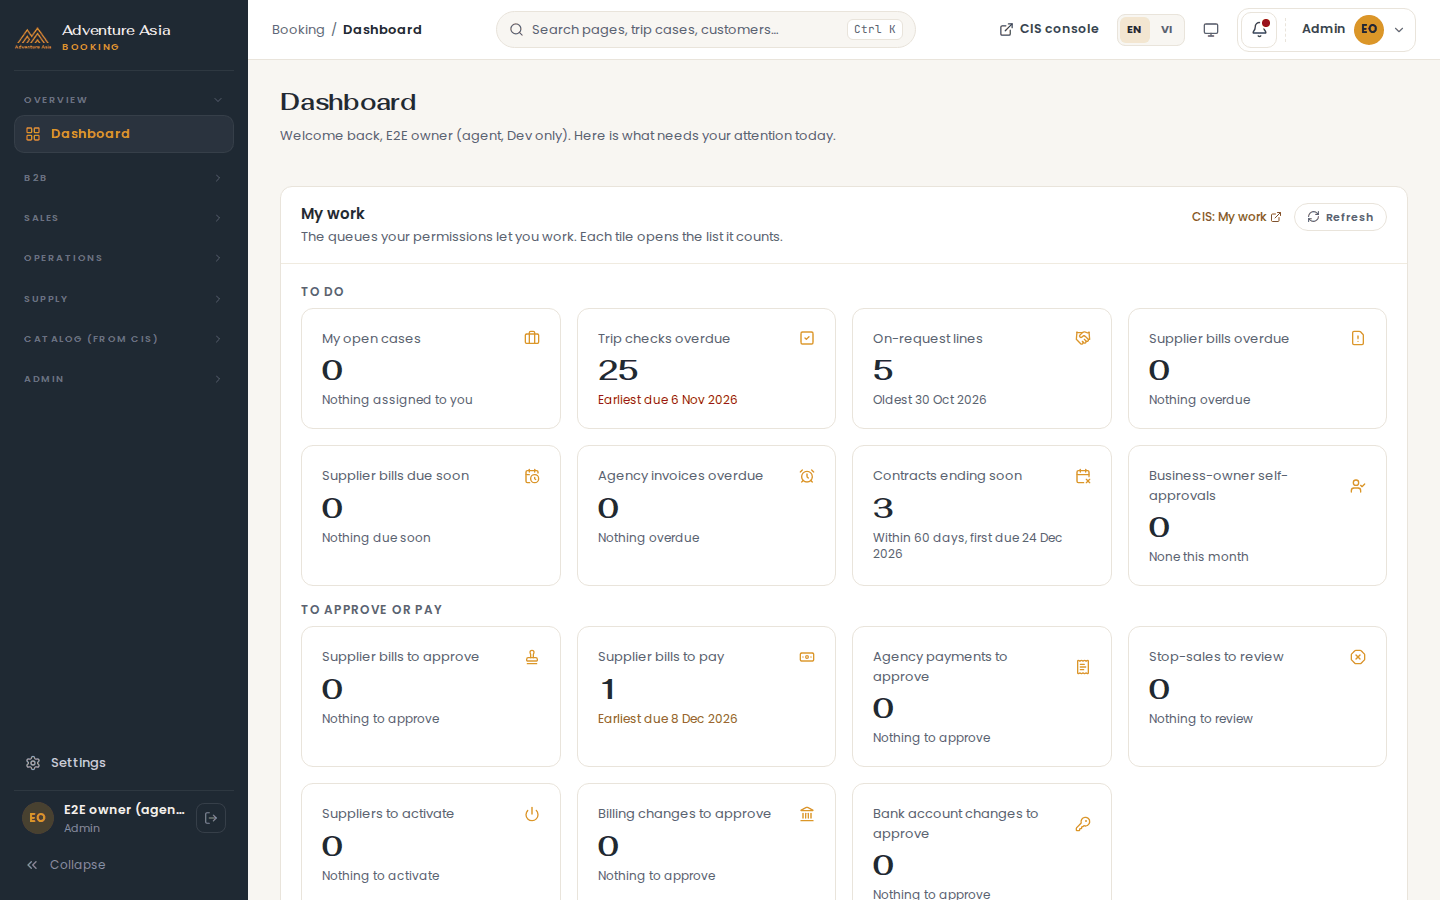 Adventure Asia
Adventure Asia
BOOKING
OVERVIEW
Dashboard
B2B
SALES
OPERATIONS
SUPPLY
CATALOG (FROM CIS)
ADMIN
Settings
EO
E2E owner (agen...
Admin
Collapse
Booking / Dashboard
Search pages, trip cases, customers...
Ctrl K
CIS console
EN
VI
Admin
EO
Dashboard
Welcome back, E2E owner (agent, Dev only). Here is what needs your attention today.
My work
The queues your permissions let you work. Each tile opens the list it counts.
CIS: My work
Refresh
TO DO
My open cases
0
Nothing assigned to you
Trip checks overdue
25
Earliest due 6 Nov 2026
On-request lines
5
Oldest 30 Oct 2026
Supplier bills overdue
0
Nothing overdue
Supplier bills due soon
0
Nothing due soon
Agency invoices overdue
0
Nothing overdue
Contracts ending soon
3
Within 60 days, first due 24 Dec
2026
Business-owner self-
approvals
0
None this month
TO APPROVE OR PAY
Supplier bills to approve
0
Nothing to approve
Supplier bills to pay
1
Earliest due 8 Dec 2026
Agency payments to
approve
0
Nothing to approve
Stop-sales to review
0
Nothing to review
Suppliers to activate
0
Nothing to activate
Billing changes to approve
0
Nothing to approve
Bank account changes to
approve
0
Nothing to approve